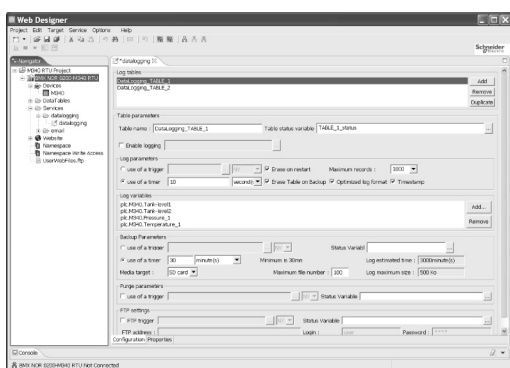 Web Designer
Project Edit Target Service Options Help
Schneider
Navigator
*datalogging
M340 RTU Project
BMX NOR 0200-M340 RTU
Devices
M340
DataTables
Services
datalogging
datalogging
email
Website
Namespace
Namespace Write Access
UserWebFiles.ftp
Log tables
DataLogging_TABLE_1
DataLogging_TABLE_2
Add
Remove
Duplicate
Table parameters
Table name : DataLogging_TABLE_1 Table status variable TABLE_1_status ...
Enable logging
Log parameters
use of a trigger Erase on restart Maximum records : 3000
use of a timer 10 second(s) Erase Table on Backup Optimized log format Timestamp
Log variables
plc.M340.Tank-level1
plc.M340.Tank-level2
plc.M340.Pressure_1
plc.M340.Temperature_1
Add...
Remove
Backup Parameters
use of a trigger Status Variabl ...
use of a timer 30 minute(s) Minimum is 30mn Log estimated time : 3000minute(s)
Media target : SD card Maximum file number : 100 Log maximum size : 500 Ko
Purge parameters
use of a trigger Status Variable ...
FTP settings
FTP trigger Status Variable ...
FTP address : Login : user Password : ****
Configuration Properties
Console
BMX NOR 0200-M340 RTU Not Connected